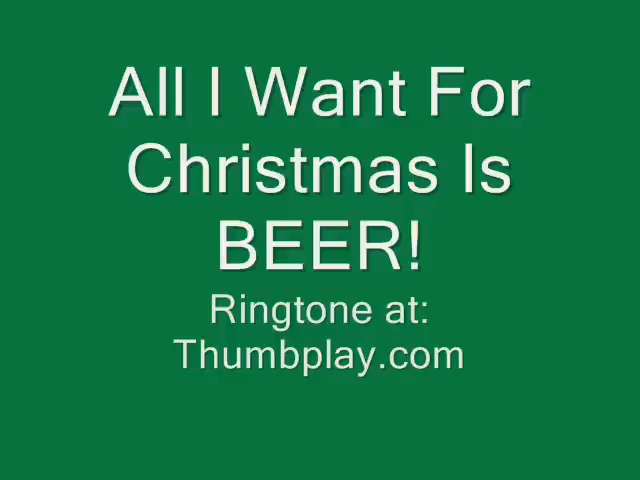 All I Want For
Christmas Is
BEER!
Ringtone at:
Thumbplay.com